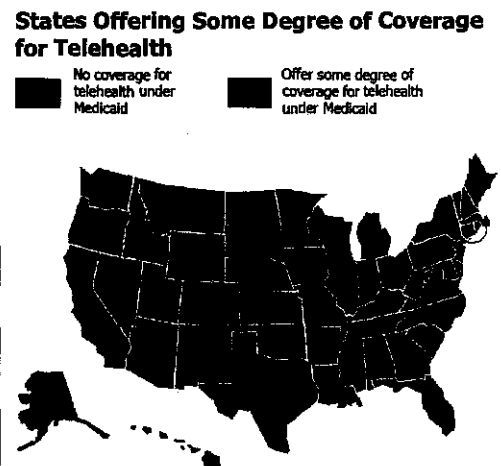 States Offering Some Degree of Coverage
for Telehealth
No coverage for
telehealth under
Medicaid
Offer some degree of
coverage for telehealth
under Medicaid